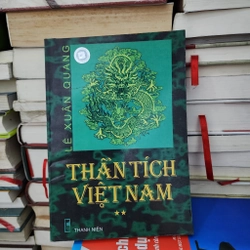 LÊ XUÂN QUANG
THẦN TÍCH
VIỆT NAM
**
THANH NIÊN